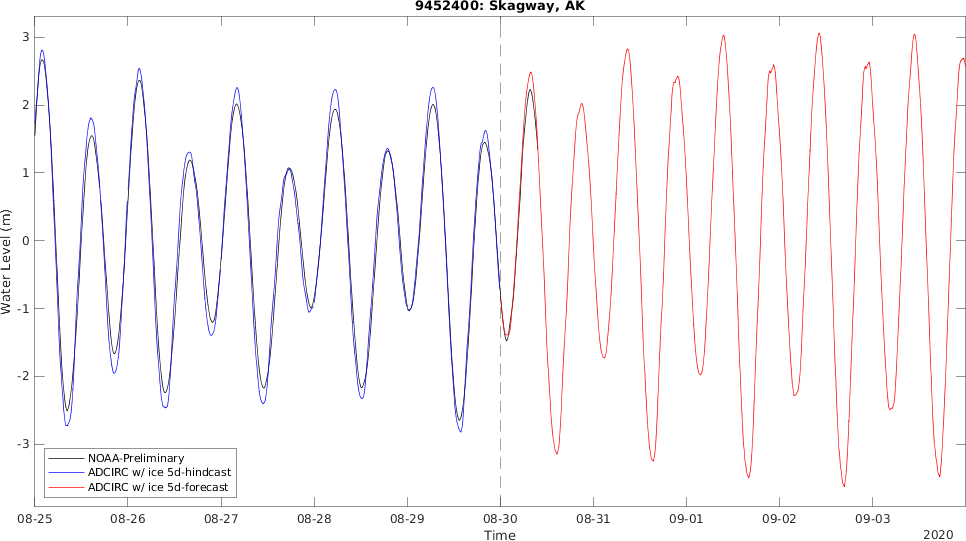 9452400: Skagway, AK
3
2
1
0
-1
-2
-3
Water Level (m)
NOAA-Preliminary
ADCIRC w/ ice 5d-hindcast
ADCIRC w/ ice 5d-forecast
08-25 08-26 08-27 08-28 08-29 08-30 08-31 09-01 09-02 09-03
Time
2020